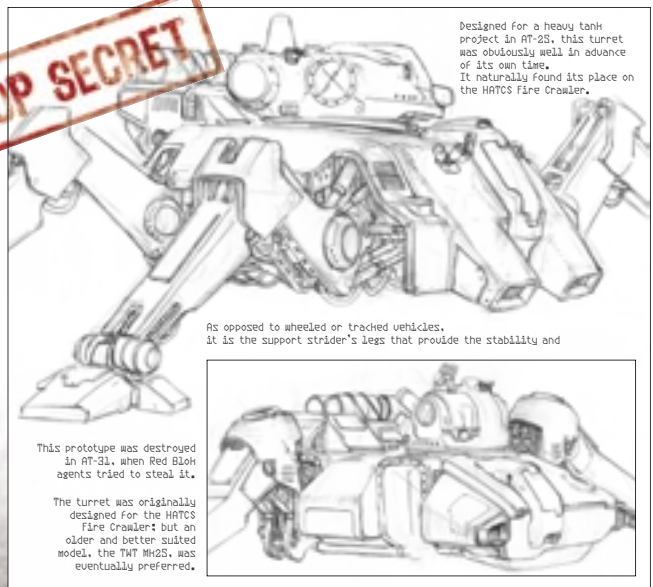 TOP SECRET
Designed for a heavy tank
project in AT-25, this turret
was obviously well in advance
of its own time.
It naturally found its place on
the HATCS Fire Crawler.
As opposed to wheeled or tracked vehicles,
it is the support strider's legs that provide the stability and
This prototype was destroyed
in AT-31, when Red Blok
agents tried to steal it.
The turret was originally
designed for the HATCS
Fire Crawler; but an
older and better suited
model, the TWT MK25, was
eventually preferred.